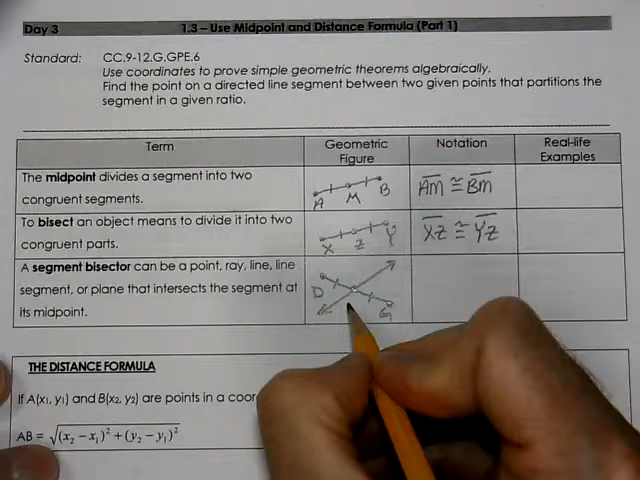 Day 3 1.3 – Use Midpoint and Distance Formula (Part 1)
Standard: CC.9-12.G.GPE.6
Use coordinates to prove simple geometric theorems algebraically.
Find the point on a directed line segment between two given points that partitions the
segment in a given ratio.
Term
Geometric
Figure
Notation
Real-life
Examples
The midpoint divides a segment into two
congruent segments.
A M B
A̅M̅ ≅ B̅M̅
To bisect an object means to divide it into two
congruent parts.
X Z Y
X̅Z̅ ≅ Y̅Z̅
A segment bisector can be a point, ray, line, line
segment, or plane that intersects the segment at
its midpoint.
D G
THE DISTANCE FORMULA
If A(x₁, y₁) and B(x₂, y₂) are points in a coor
AB = √(x₂ − x₁)² + (y₂ − y₁)²